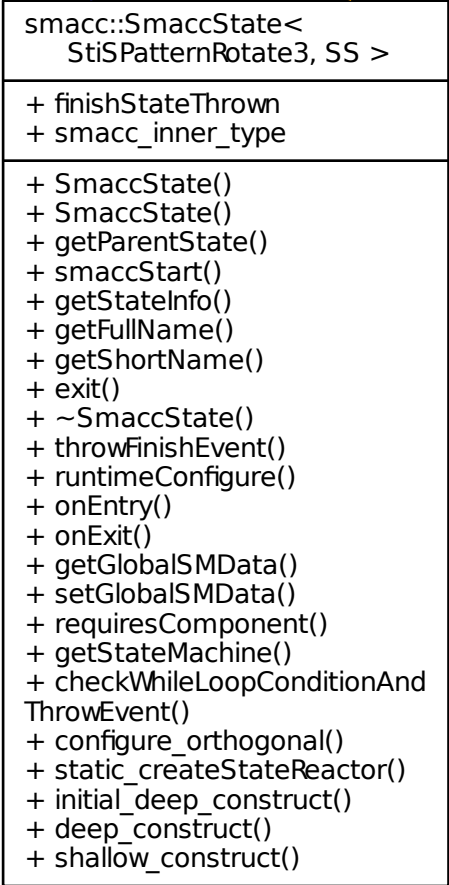 smacc::SmaccState<
StiSPatternRotate3, SS >
+ finishStateThrown
+ smacc_inner_type
+ SmaccState()
+ SmaccState()
+ getParentState()
+ smaccStart()
+ getStateInfo()
+ getFullName()
+ getShortName()
+ exit()
+ ~SmaccState()
+ throwFinishEvent()
+ runtimeConfigure()
+ onEntry()
+ onExit()
+ getGlobalSMData()
+ setGlobalSMData()
+ requiresComponent()
+ getStateMachine()
+ checkWhileLoopConditionAnd
ThrowEvent()
+ configure_orthogonal()
+ static_createStateReactor()
+ initial_deep_construct()
+ deep_construct()
+ shallow_construct()